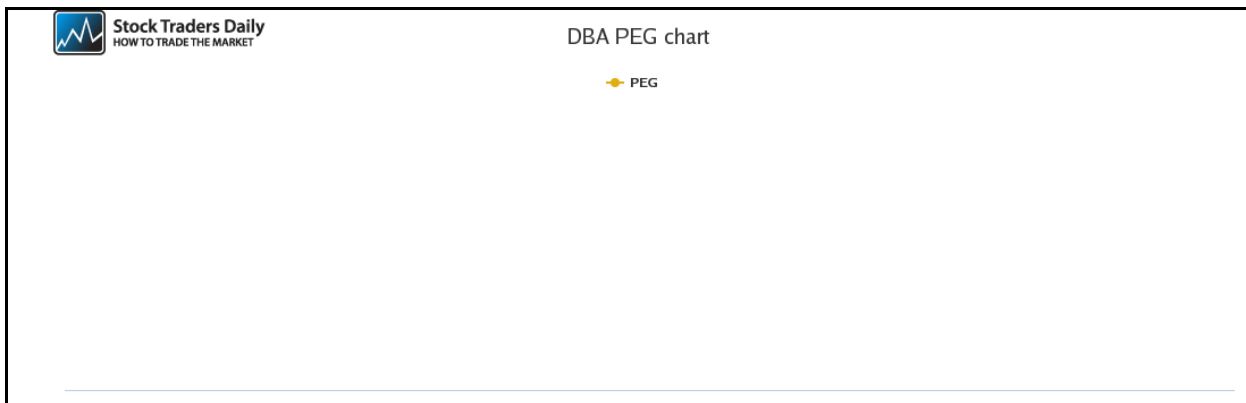 Stock Traders Daily
HOW TO TRADE THE MARKET
DBA PEG chart
PEG